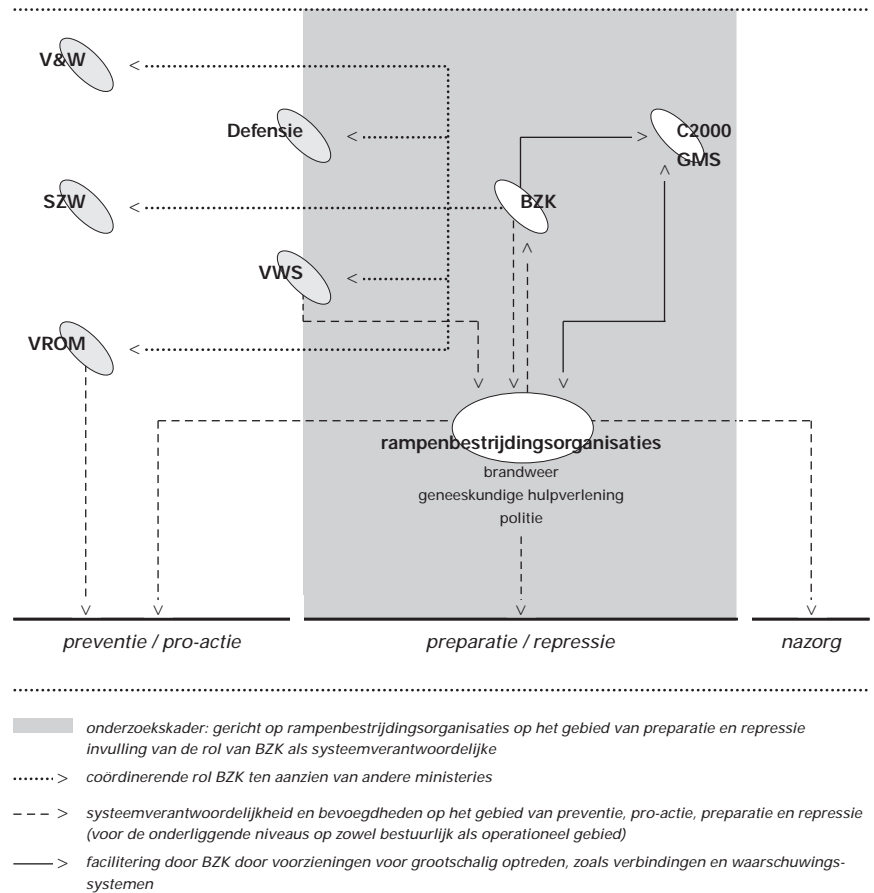 V&W
Defensie
C2000
GMS
SZW
BZK
VWS
VROM
rampenbestrijdingsorganisaties
brandweer
geneeskundige hulpverlening
politie
preventie / pro-actie
preparatie / repressie
nazorg
onderzoekskader: gericht op rampenbestrijdingsorganisaties op het gebied van preparatie en repressie
invulling van de rol van BZK als systeemverantwoordelijke
coördinerende rol BZK ten aanzien van andere ministeries
systeemverantwoordelijkheid en bevoegdheden op het gebied van preventie, pro-actie, preparatie en repressie
(voor de onderliggende niveaus op zowel bestuurlijk als operationeel gebied)
facilitering door BZK door voorzieningen voor grootschalig optreden, zoals verbindingen en waarschuwings-
systemen